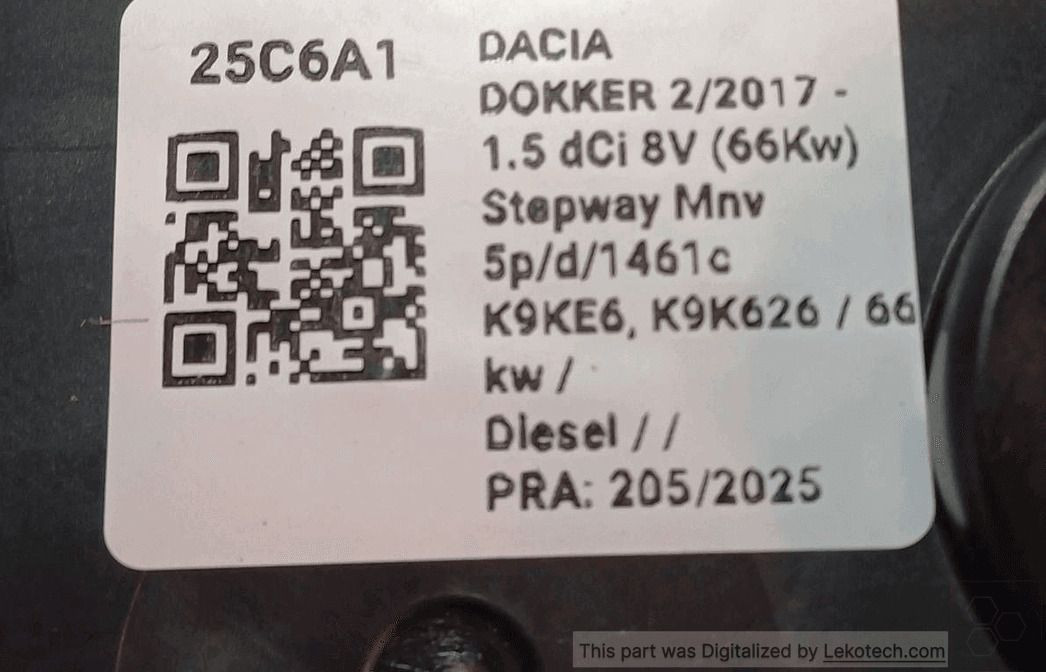 25C6A1
DACIA
DOKKER 2/2017 -
1.5 dCi 8V (66Kw)
Stepway Mnv
5p/d/1461c
K9KE6, K9K626 / 66
kw /
Diesel / /
PRA: 205/2025
This part was Digitalized by Lekotech.com